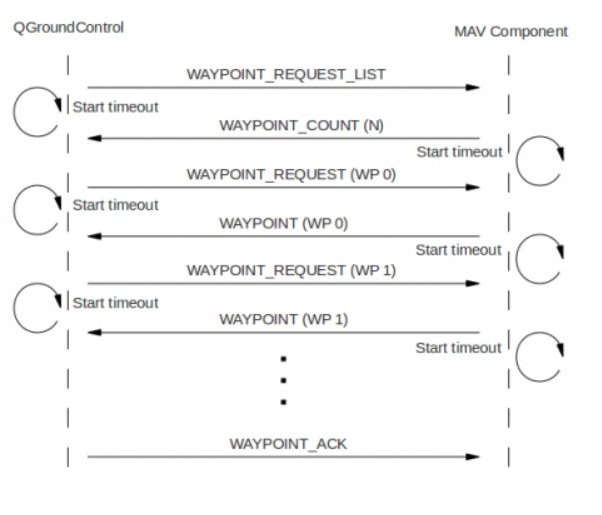 QGroundControl
MAV Component
WAYPOINT_REQUEST_LIST
Start timeout
WAYPOINT_COUNT (N)
Start timeout
WAYPOINT_REQUEST (WP 0)
Start timeout
WAYPOINT (WP 0)
Start timeout
WAYPOINT_REQUEST (WP 1)
Start timeout
WAYPOINT (WP 1)
Start timeout
WAYPOINT_ACK